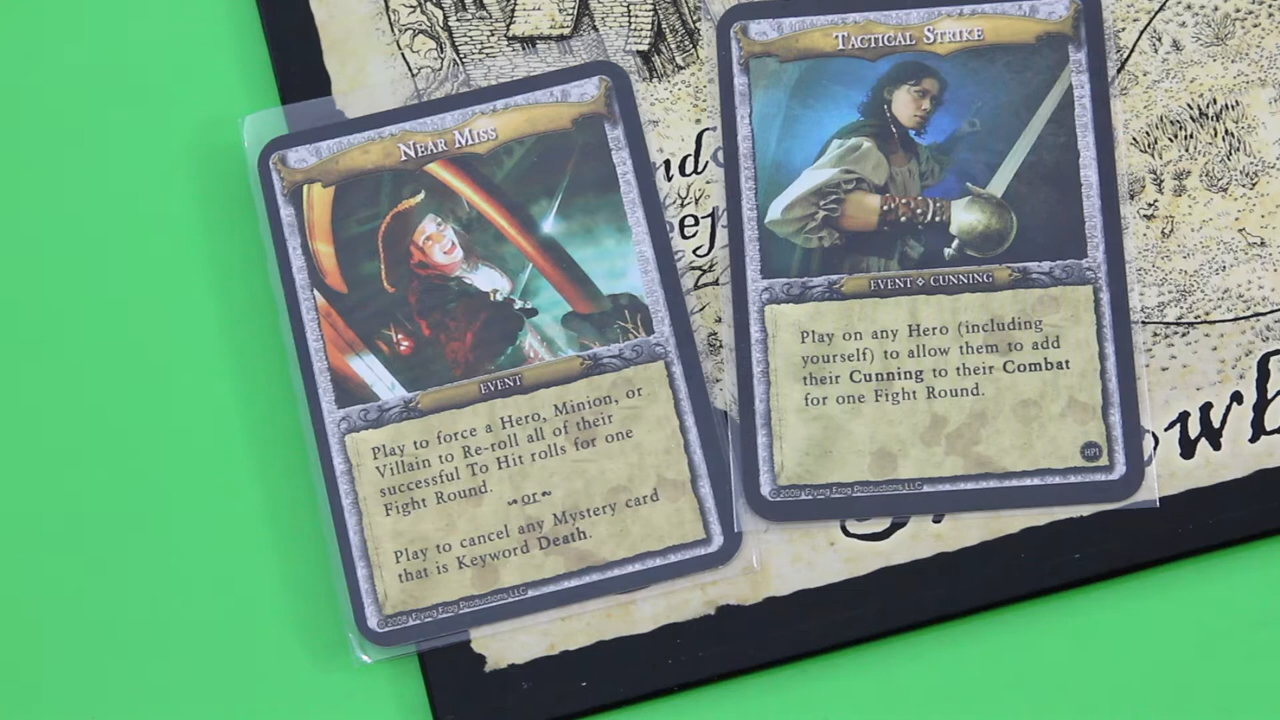 NEAR MISS
EVENT
Play to force a Hero, Minion, or
Villain to Re-roll all of their
successful To Hit rolls for one
Fight Round.
or
Play to cancel any Mystery card
that is Keyword Death.
Flying Frog Productions LLC
TACTICAL STRIKE
EVENT CUNNING
Play on any Hero (including
yourself) to allow them to add
their Cunning to their Combat
for one Fight Round.
HP1
© 2009 Flying Frog Productions LLC